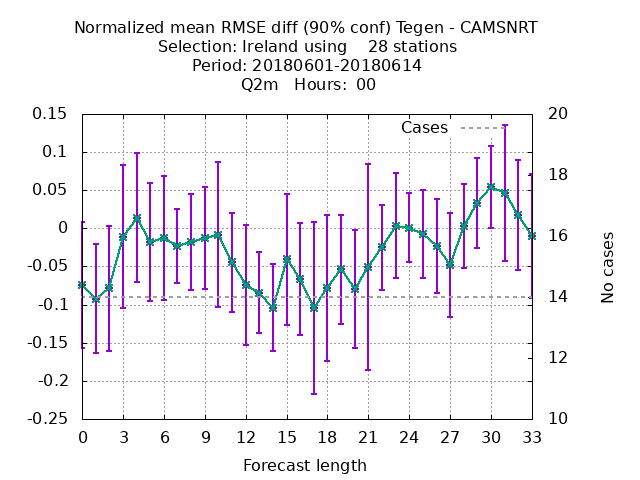 Normalized mean RMSE diff (90% conf) Tegen - CAMSNRT
Selection: Ireland using    28 stations
Period: 20180601-20180614
Q2m   Hours:  00
0.15
0.1
0.05
0
-0.05
-0.1
-0.15
-0.2
-0.25
Cases
20
18
16
14
12
10
No cases
0 3 6 9 12 15 18 21 24 27 30 33
Forecast length